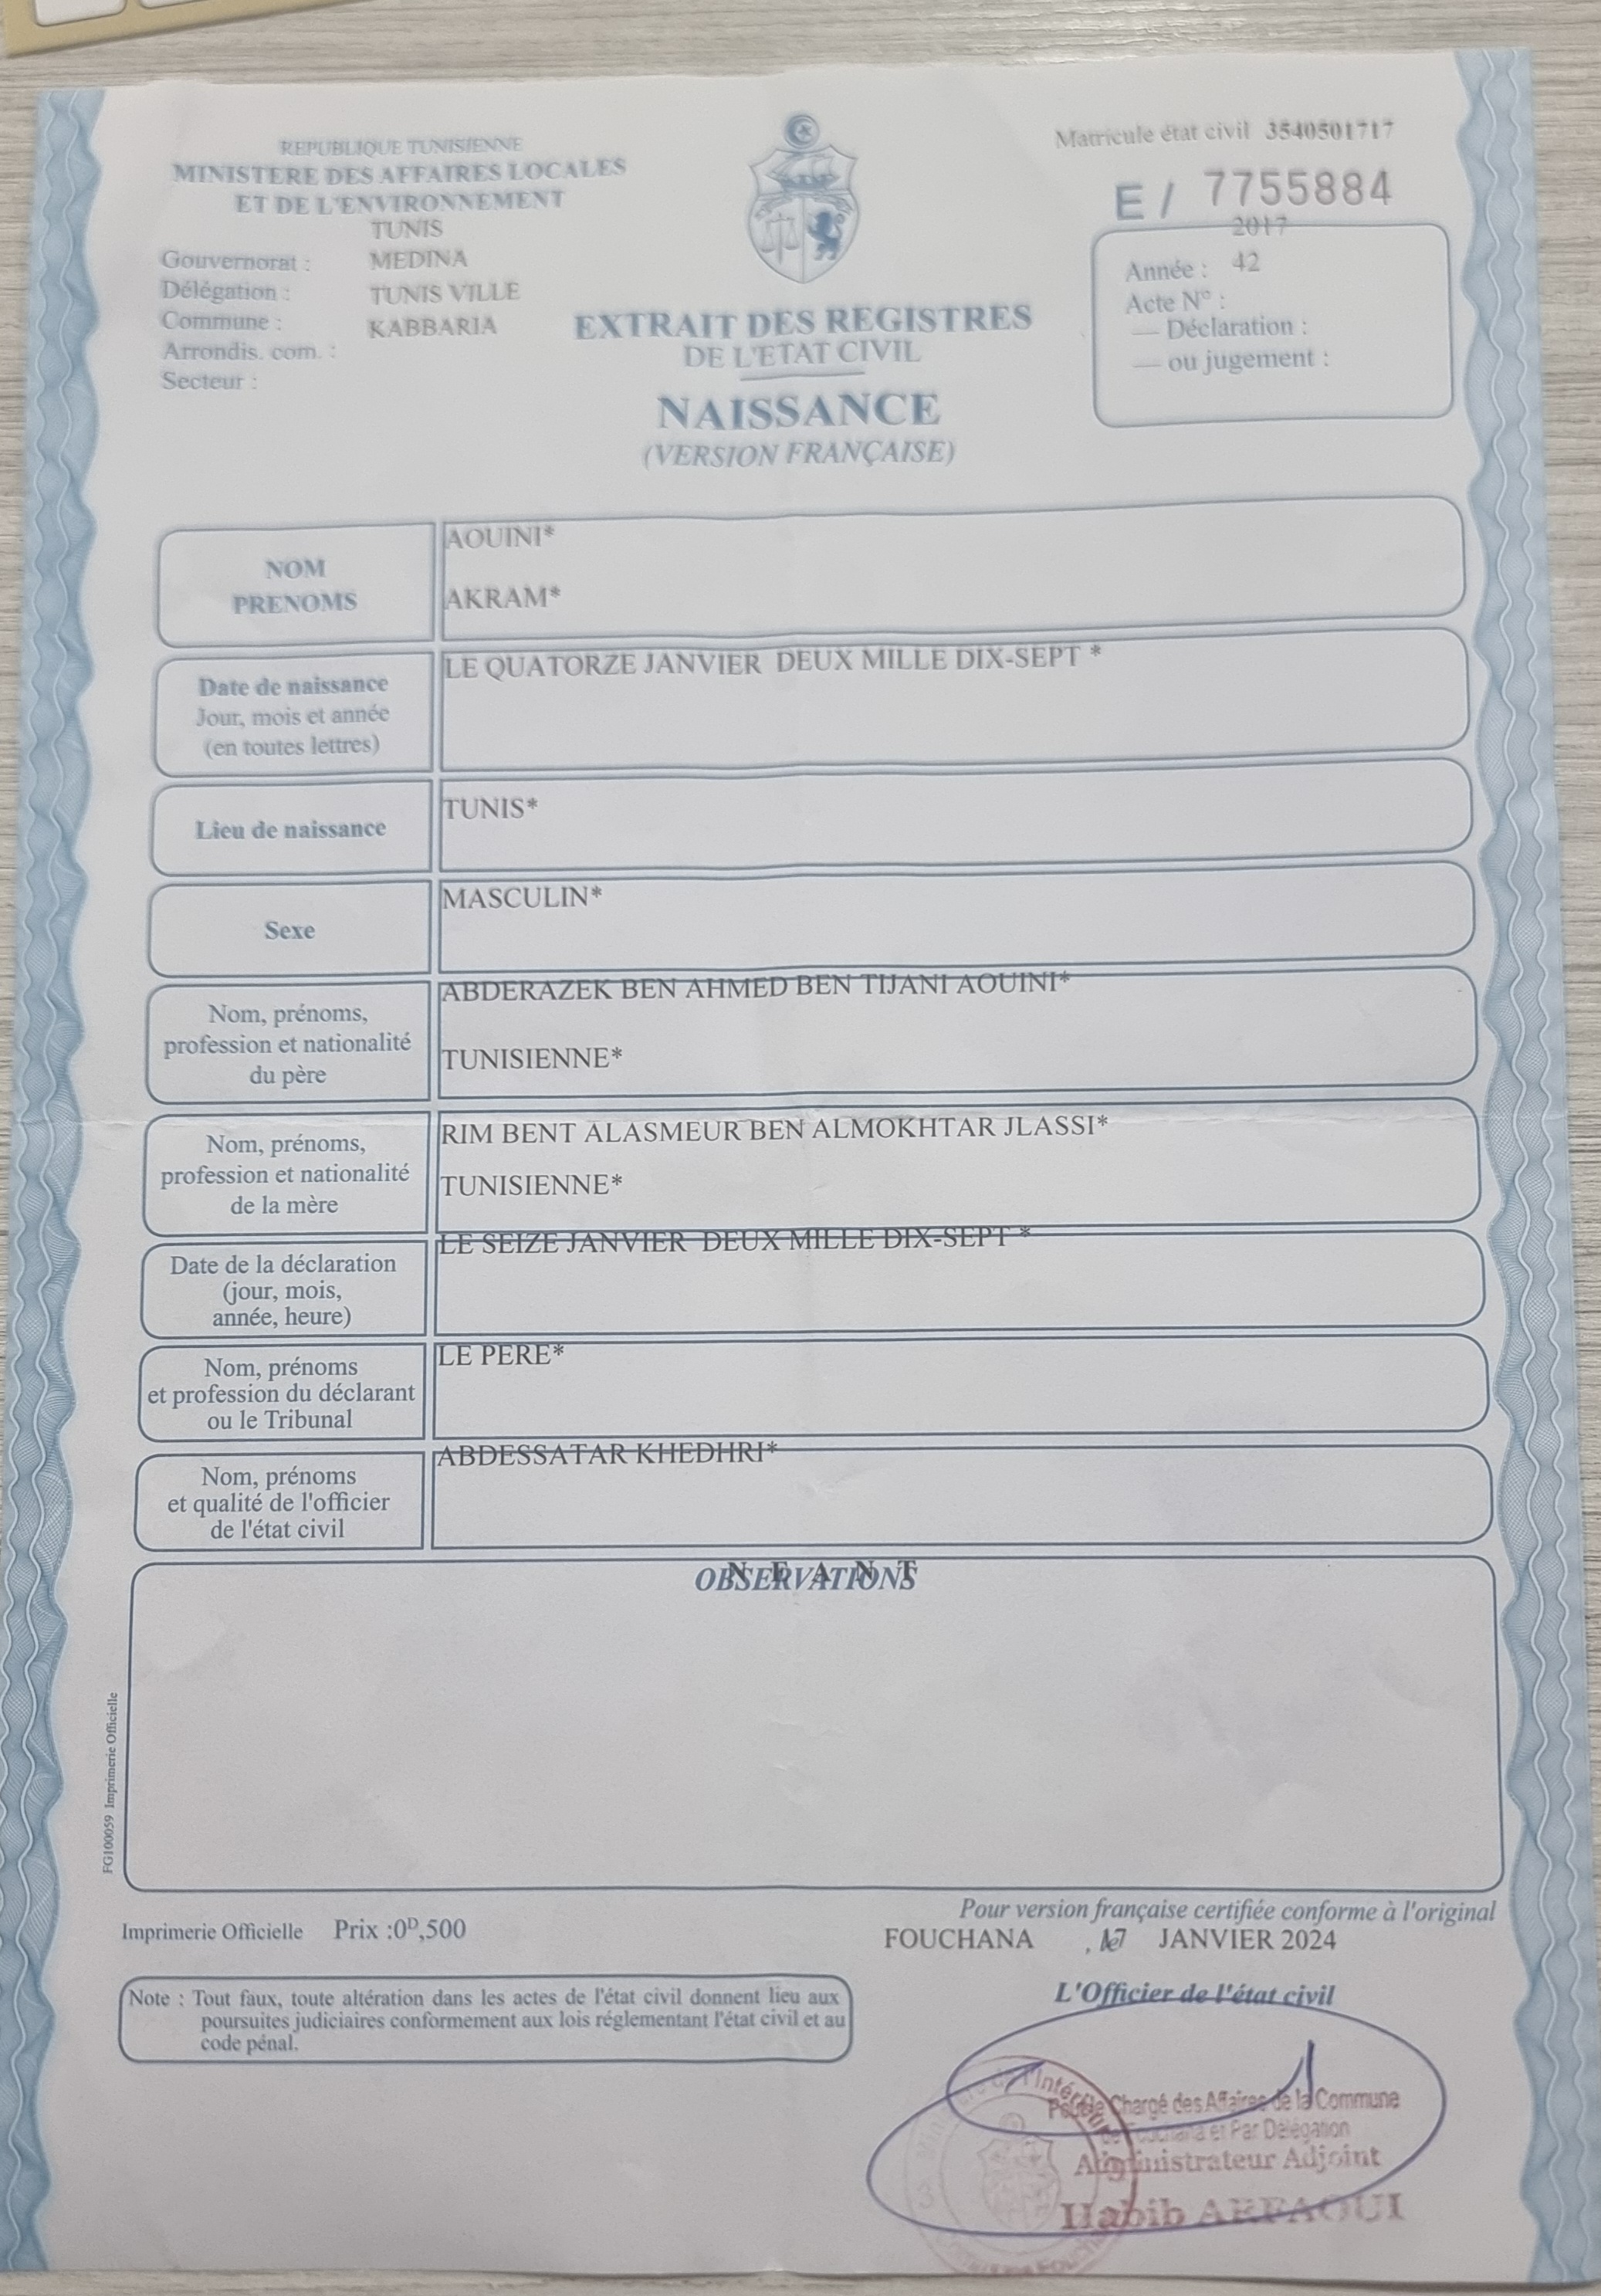 REPUBLIQUE TUNISIENNE
MINISTERE DES AFFAIRES LOCALES
ET DE L'ENVIRONNEMENT
TUNIS
Gouvernorat : MEDINA
Délégation : TUNIS VILLE
Commune : KABBARIA
Arrondis. com. :
Secteur :
EXTRAIT DES REGISTRES
DE L'ETAT CIVIL
NAISSANCE
(VERSION FRANÇAISE)
Matricule état civil 3540501717
E / 7755884
2017
Année : 42
Acte N° :
— Déclaration :
— ou jugement :
NOM
PRENOMS
AOUINI*
AKRAM*
Date de naissance
Jour, mois et année
(en toutes lettres)
LE QUATORZE JANVIER DEUX MILLE DIX-SEPT *
Lieu de naissance
TUNIS*
Sexe
MASCULIN*
Nom, prénoms,
profession et nationalité
du père
ABDERAZEK BEN AHMED BEN TIJANI AOUINI*
TUNISIENNE*
Nom, prénoms,
profession et nationalité
de la mère
RIM BENT ALASMEUR BEN ALMOKHTAR JLASSI*
TUNISIENNE*
Date de la déclaration
(jour, mois,
année, heure)
LE SEIZE JANVIER DEUX MILLE DIX-SEPT *
Nom, prénoms
et profession du déclarant
ou le Tribunal
LE PERE*
Nom, prénoms
et qualité de l'officier
de l'état civil
ABDESSATAR KHEDHRI*
N E A N T
OBSERVATIONS
FG100059 Imprimerie Officielle
Imprimerie Officielle Prix :0ᴰ,500
Pour version française certifiée conforme à l'original
FOUCHANA , JANVIER 2024
L'Officier de l'état civil
Note : Tout faux, toute altération dans les actes de l'état civil donnent lieu aux
poursuites judiciaires conformement aux lois réglementant l'état civil et au
code pénal.
Chargé des Affaires de la Commune
et Par Délégation
Administrateur Adjoint
Habib ARFAOUI